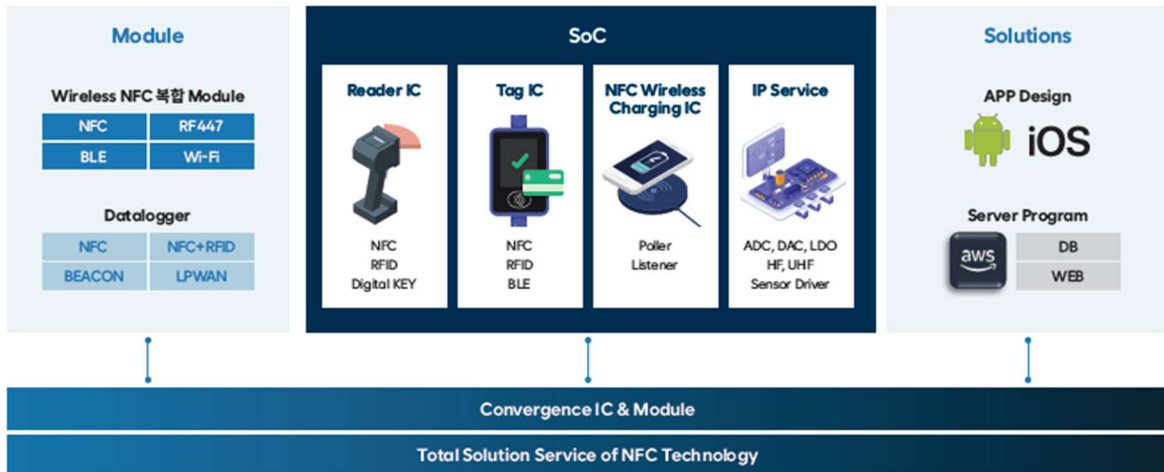 Module
Wireless NFC 복합 Module
NFC
RF447
BLE
Wi-Fi
Datalogger
NFC
NFC+RFID
BEACON
LPWAN
SoC
Reader IC
NFC
RFID
Digital KEY
Tag IC
NFC
RFID
BLE
NFC Wireless
Charging IC
Poller
Listener
IP Service
ADC, DAC, LDO
HF, UHF
Sensor Driver
Solutions
APP Design
iOS
Server Program
aws
DB
WEB
Convergence IC & Module
Total Solution Service of NFC Technology